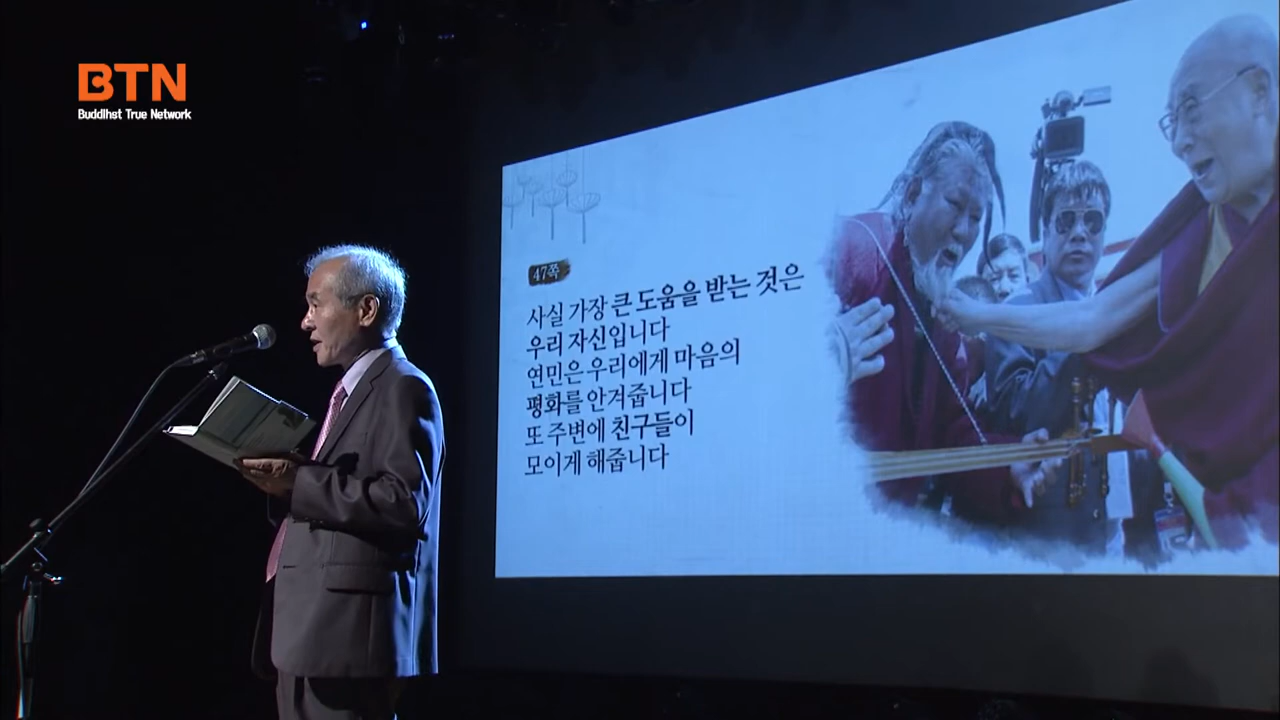 BTN
Buddihst True Network
47쪽
사실 가장 큰 도움을 받는 것은
우리 자신입니다
연민은 우리에게 마음의
평화를 안겨줍니다
또 주변에 친구들이
모이게 해줍니다